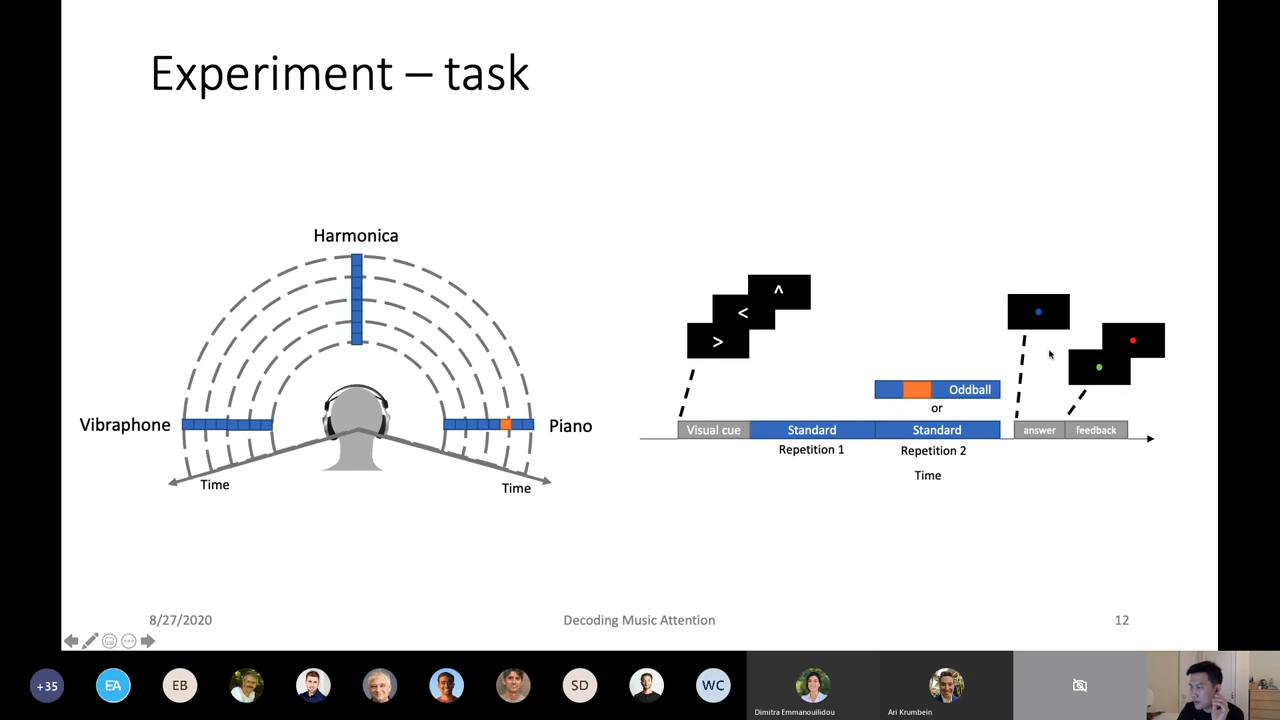 Experiment – task
Harmonica
Vibraphone
Piano
Time
Time
^
<
>
Oddball
or
Visual cue
Standard
Standard
answer
feedback
Repetition 1
Repetition 2
Time
8/27/2020
Decoding Music Attention
12
+35
EA
EB
SD
WC
Dimitra Emmanouilidou
Ari Krumbein